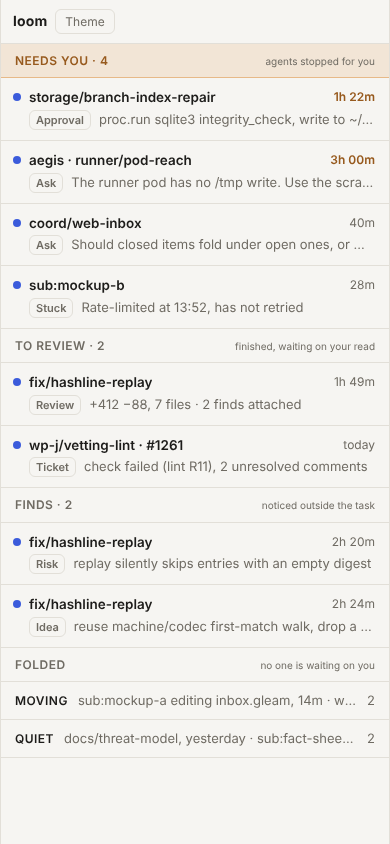 loom Theme
NEEDS YOU · 4 agents stopped for you
storage/branch-index-repair 1h 22m
Approval proc.run sqlite3 integrity_check, write to ~/...
aegis · runner/pod-reach 3h 00m
Ask The runner pod has no /tmp write. Use the scra...
coord/web-inbox 40m
Ask Should closed items fold under open ones, or ...
sub:mockup-b 28m
Stuck Rate-limited at 13:52, has not retried
TO REVIEW · 2 finished, waiting on your read
fix/hashline-replay 1h 49m
Review +412 −88, 7 files · 2 finds attached
wp-j/vetting-lint · #1261 today
Ticket check failed (lint R11), 2 unresolved comments
FINDS · 2 noticed outside the task
fix/hashline-replay 2h 20m
Risk replay silently skips entries with an empty digest
fix/hashline-replay 2h 24m
Idea reuse machine/codec first-match walk, drop a ...
FOLDED no one is waiting on you
MOVING sub:mockup-a editing inbox.gleam, 14m · w... 2
QUIET docs/threat-model, yesterday · sub:fact-shee... 2